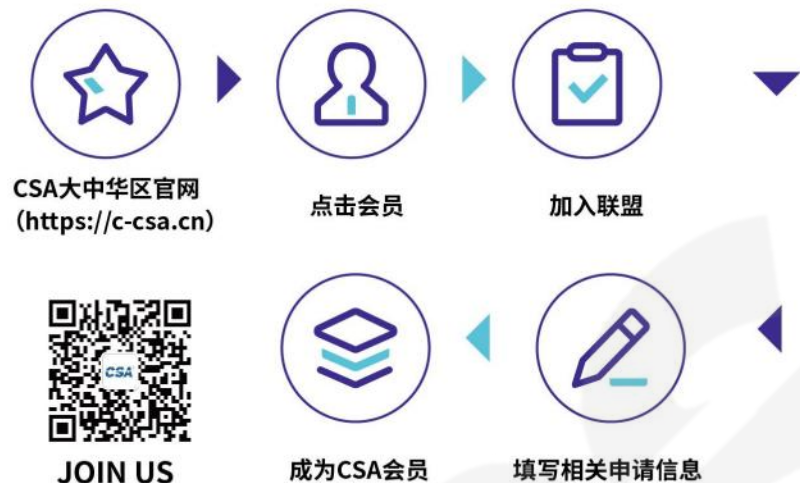 CSA大中华区官网
（https://c-csa.cn）
点击会员
加入联盟
CSA
JOIN US
成为CSA会员
填写相关申请信息